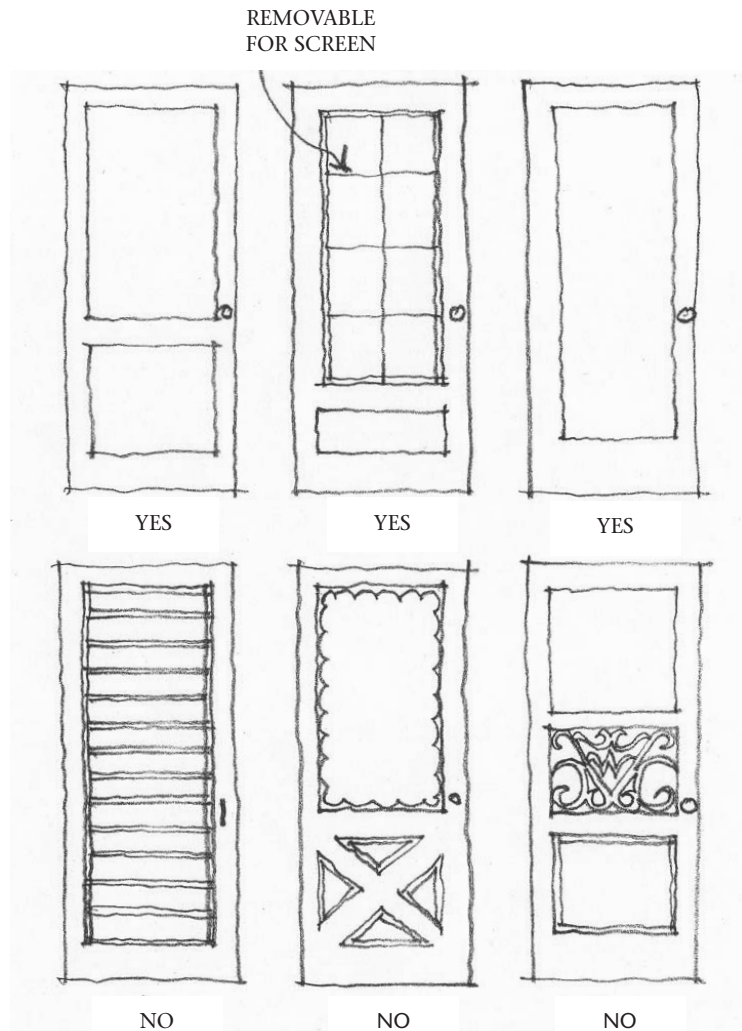 REMOVABLE
FOR SCREEN
YES
YES
YES
NO
NO
NO